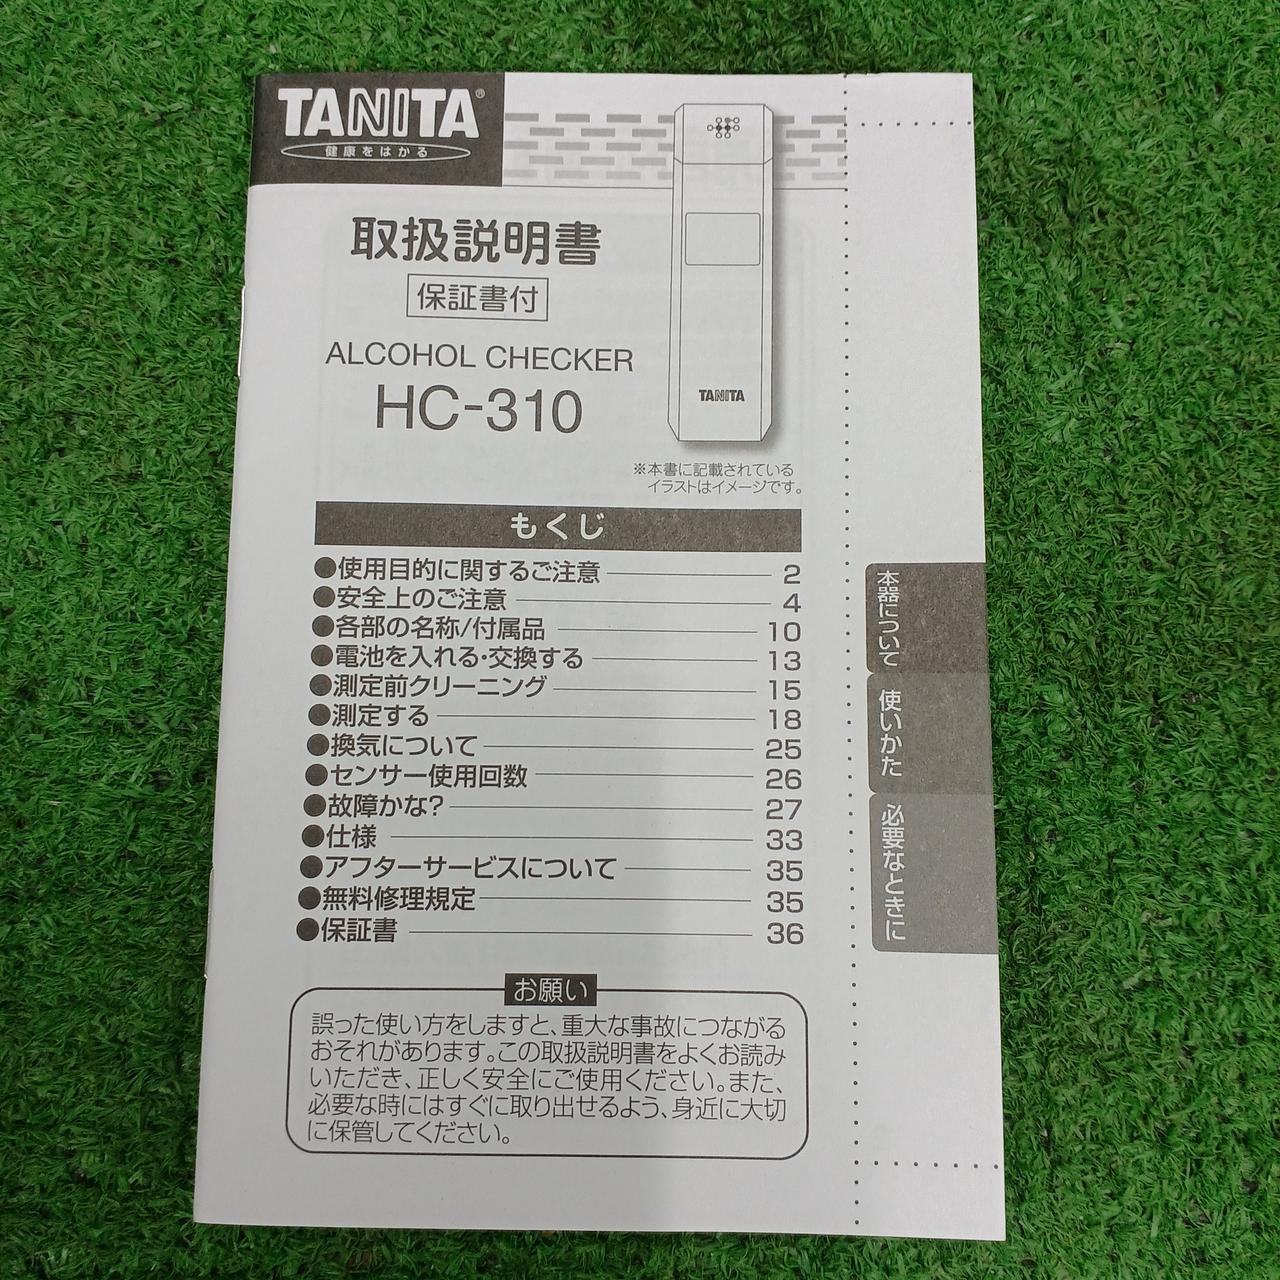 TANITA®
健康をはかる
取扱説明書
保証書付
ALCOHOL CHECKER
HC-310
TANITA
※本書に記載されている
イラストはイメージです。
もくじ
●使用目的に関するご注意 2
●安全上のご注意 4
●各部の名称/付属品 10
●電池を入れる・交換する 13
●測定前クリーニング 15
●測定する 18
●換気について 25
●センサー使用回数 26
●故障かな? 27
●仕様 33
●アフターサービスについて 35
●無料修理規定 35
●保証書 36
本器について
使いかた
必要なときに
お願い
誤った使い方をしますと、重大な事故につながる
おそれがあります。この取扱説明書をよくお読み
いただき、正しく安全にご使用ください。また、
必要な時にはすぐに取り出せるよう、身近に大切
に保管してください。